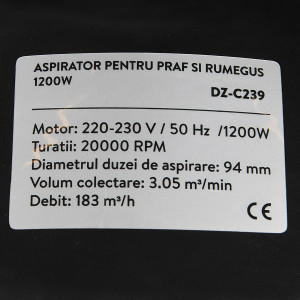 ASPIRATOR PENTRU PRAF SI RUMEGUS
1200W
DZ-C239
Motor: 220-230 V / 50 Hz /1200W
Turatii: 20000 RPM
Diametrul duzei de aspirare: 94 mm
Volum colectare: 3.05 m³/min
Debit: 183 m³/h
CE